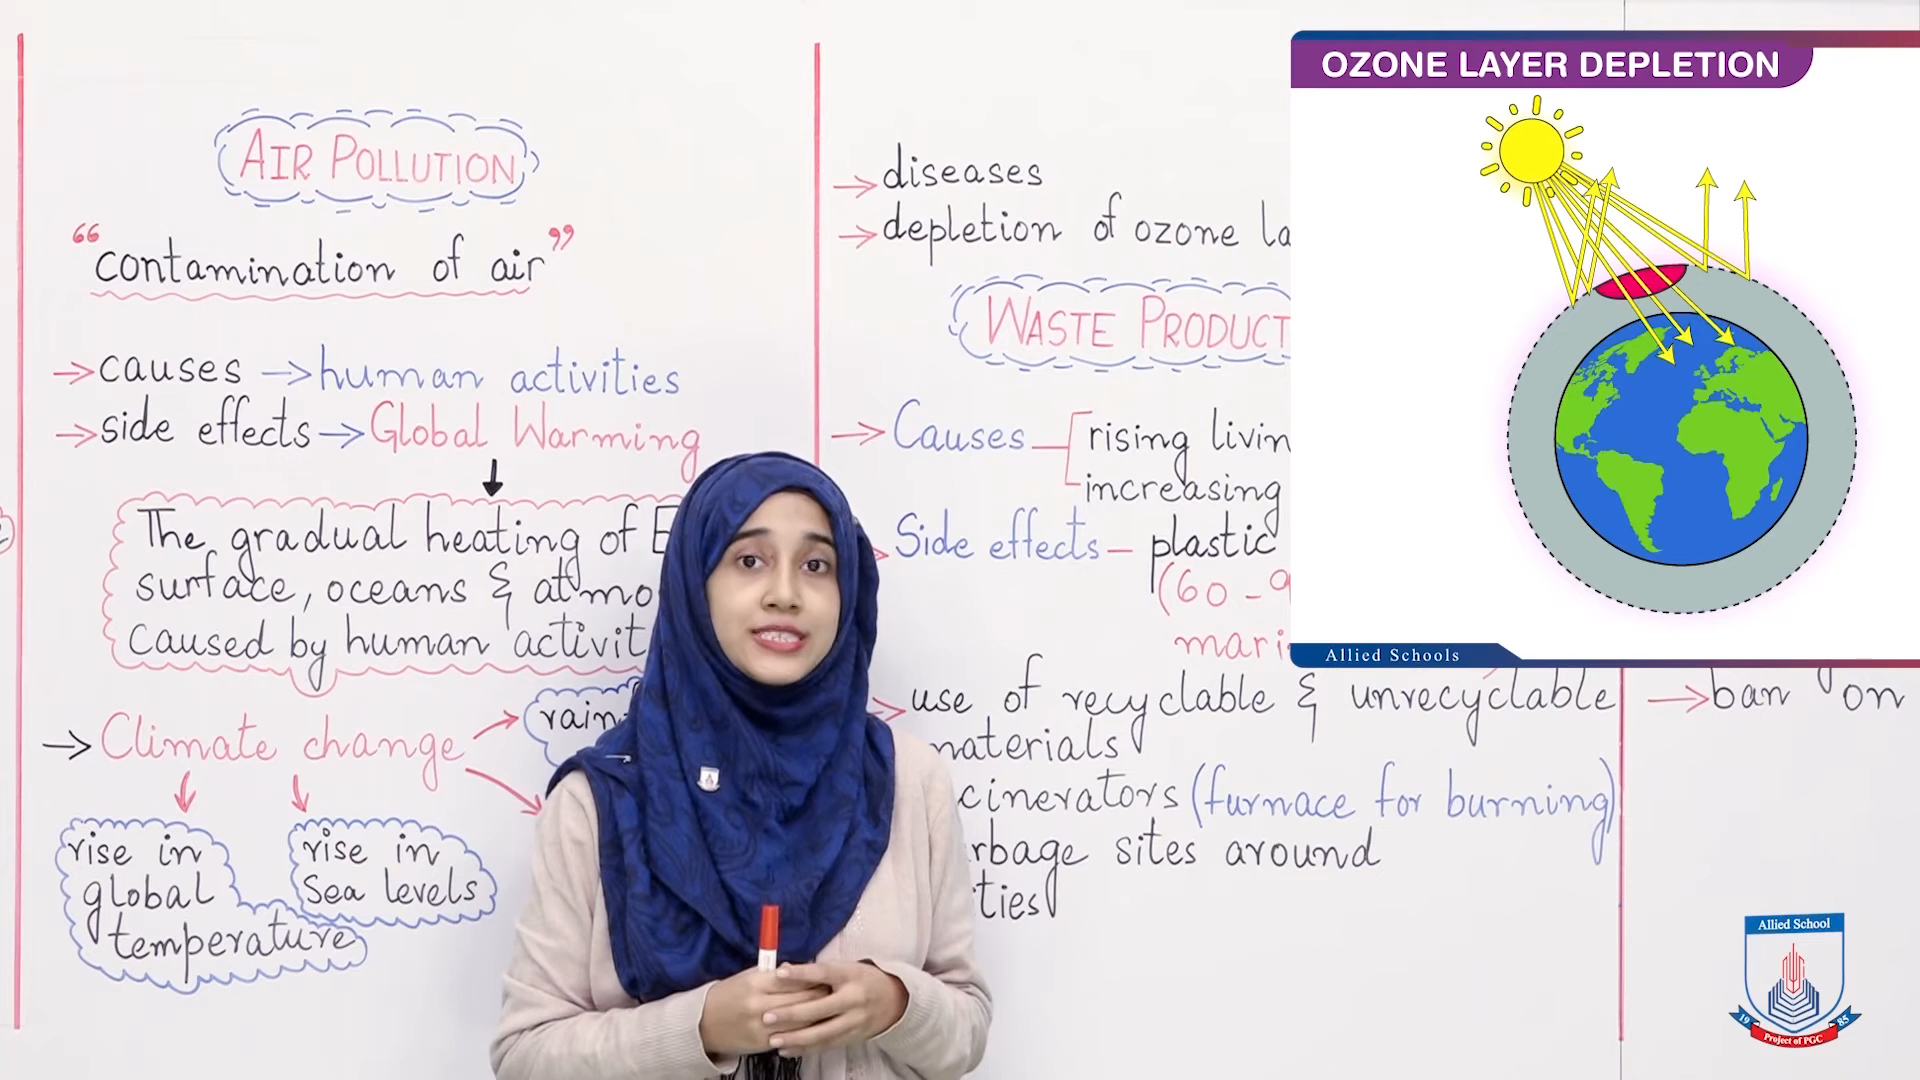 AIR POLLUTION
“contamination of air”
→ causes → human activities
→ side effects → Global Warming
The gradual heating of E
surface, oceans & atmo
caused by human activit
→ Climate change
rain
rise in
global
temperature
rise in
Sea levels
→ diseases
→ depletion of ozone la
WASTE PRODUCT
→ Causes
rising livin
increasing
Side effects — plastic
(60 - 9
mari
use of recyclable & unrecyclable
materials
cinerators (furnace for burning)
rbage sites around
ties
→ ban on
OZONE LAYER DEPLETION
Allied Schools
Allied School
19 85
Project of PGC